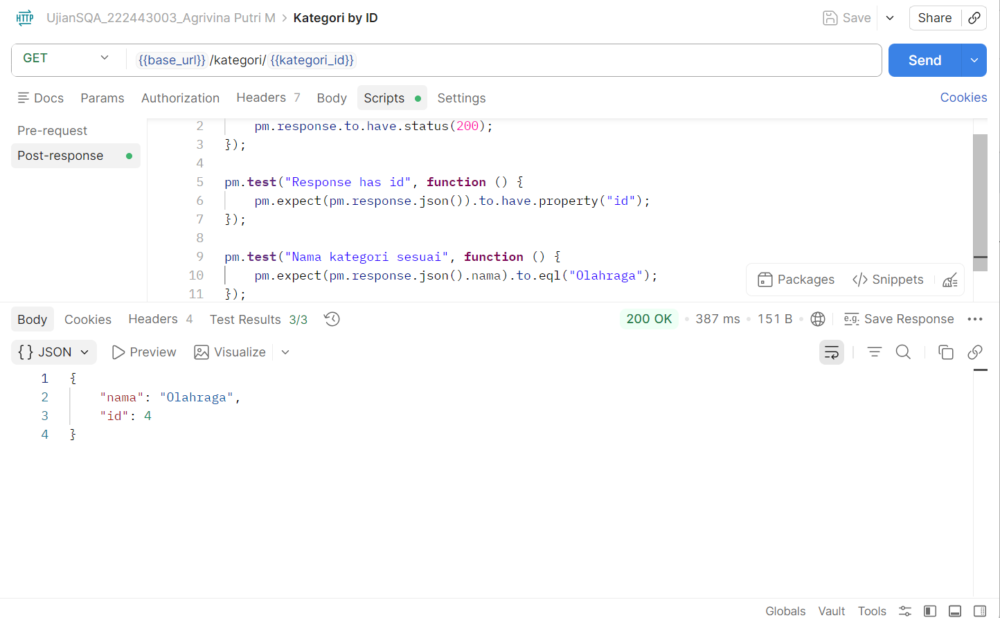 HTTP UjianSQA_222443003_Agrivina Putri M > Kategori by ID Save Share
GET {{base_url}}/kategori/{{kategori_id}} Send
Docs Params Authorization Headers 7 Body Scripts Settings Cookies
Pre-request
Post-response
2 pm.response.to.have.status(200);
3 });
4
5 pm.test("Response has id", function () {
6 pm.expect(pm.response.json()).to.have.property("id");
7 });
8
9 pm.test("Nama kategori sesuai", function () {
10 pm.expect(pm.response.json().nama).to.eql("Olahraga");
11 });
Packages </> Snippets
Body Cookies Headers 4 Test Results 3/3 200 OK • 387 ms • 151 B • e.g. Save Response
{} JSON Preview Visualize
1 {
2 "nama": "Olahraga",
3 "id": 4
4 }
Globals Vault Tools